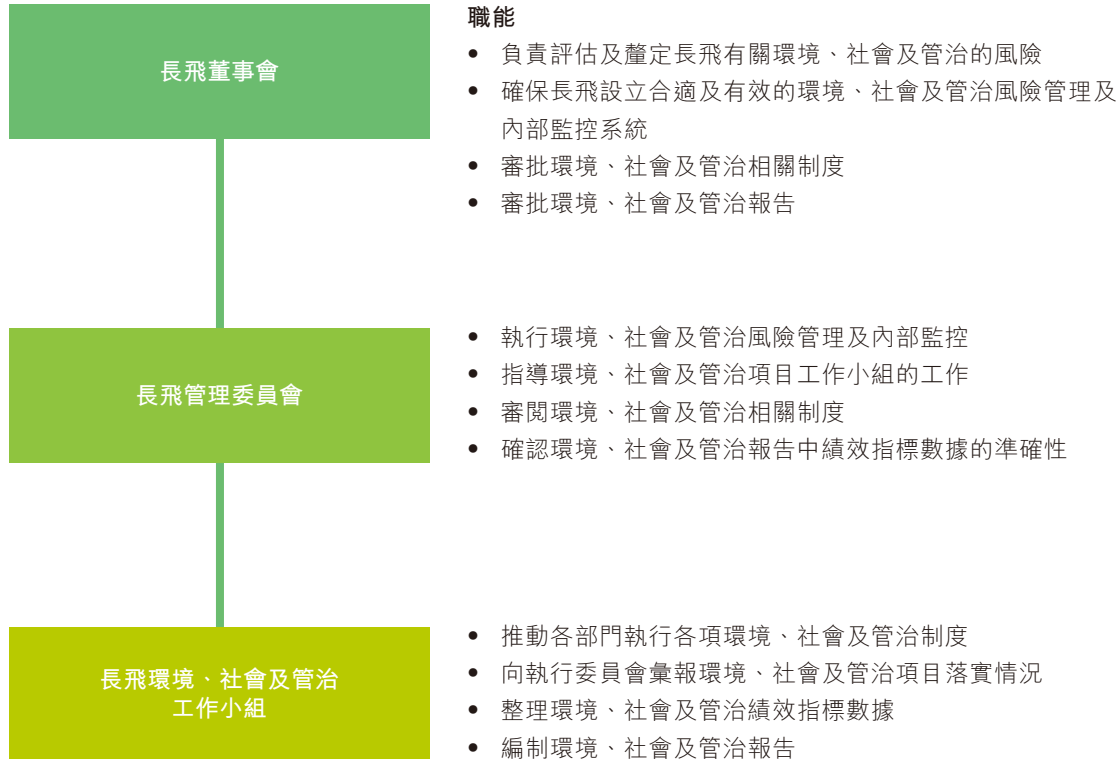 長飛董事會
職能
• 負責評估及釐定長飛有關環境、社會及管治的風險
• 確保長飛設立合適及有效的環境、社會及管治風險管理及
內部監控系統
• 審批環境、社會及管治相關制度
• 審批環境、社會及管治報告
長飛管理委員會
• 執行環境、社會及管治風險管理及內部監控
• 指導環境、社會及管治項目工作小組的工作
• 審閱環境、社會及管治相關制度
• 確認環境、社會及管治報告中績效指標數據的準確性
長飛環境、社會及管治
工作小組
• 推動各部門執行各項環境、社會及管治制度
• 向執行委員會彙報環境、社會及管治項目落實情況
• 整理環境、社會及管治績效指標數據
• 編制環境、社會及管治報告